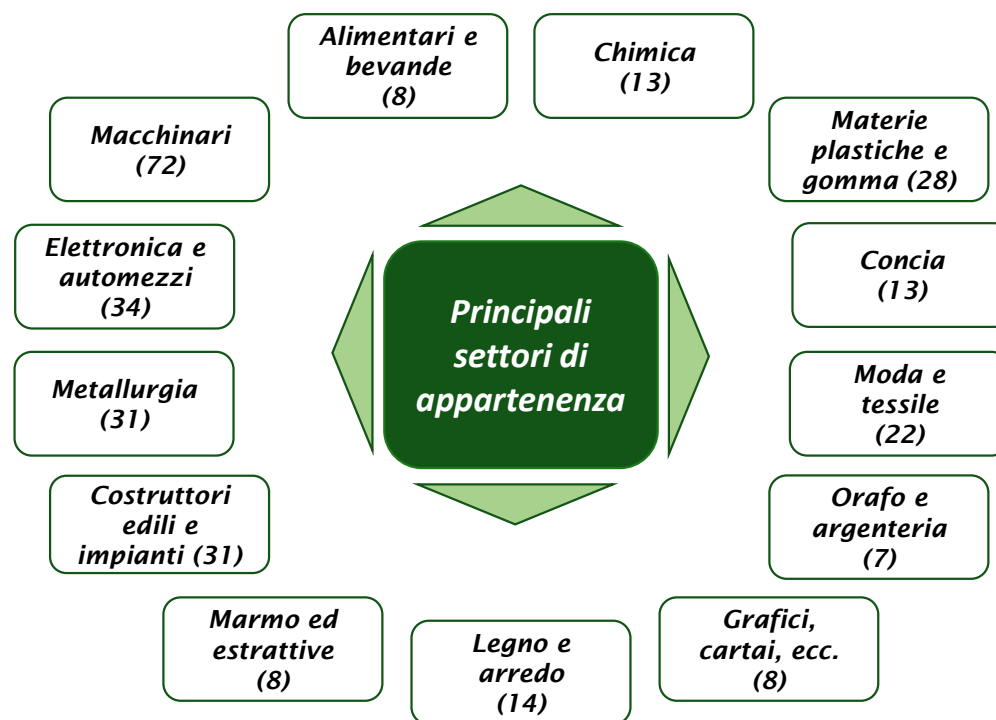 Alimentari e
bevande
(8)
Chimica
(13)
Macchinari
(72)
Materie
plastiche e
gomma (28)
Elettronica e
automezzi
(34)
Concia
(13)
Principali
settori di
appartenenza
Metallurgia
(31)
Moda e
tessile
(22)
Costruttori
edili e
impianti (31)
Orafo e
argenteria
(7)
Marmo ed
estrattive
(8)
Legno e
arredo
(14)
Grafici,
cartai, ecc.
(8)